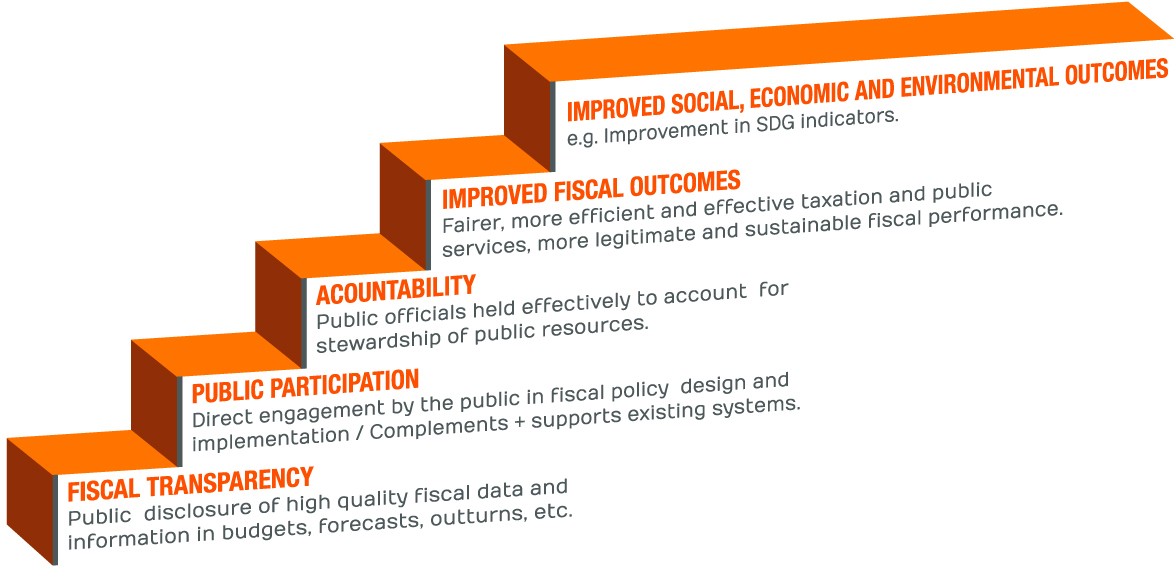 IMPROVED SOCIAL, ECONOMIC AND ENVIRONMENTAL OUTCOMES
e.g. Improvement in SDG indicators.
IMPROVED FISCAL OUTCOMES
Fairer, more efficient and effective taxation and public
services, more legitimate and sustainable fiscal performance.
ACOUNTABILITY
Public officials held effectively to account for
stewardship of public resources.
PUBLIC PARTICIPATION
Direct engagement by the public in fiscal policy design and
implementation / Complements + supports existing systems.
FISCAL TRANSPARENCY
Public disclosure of high quality fiscal data and
information in budgets, forecasts, outturns, etc.